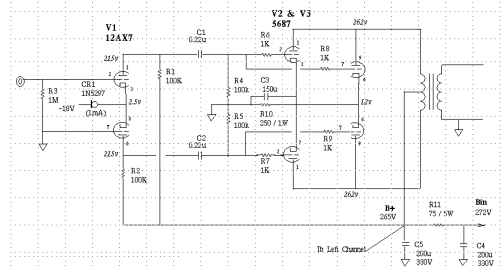 V1
12AX7
V2 & V3
5687
262v
C1
0.22u
R6
1K
R8
1K
215v
R1
100K
R4
100k
C3
150u
R3
1M
CR1
1N5297
(1mA)
-18V
2.5v
12v
R10
250 / 1W
R5
100k
C2
0.22u
R9
1K
R7
1K
215v
R2
100K
262v
B+
265V
R11
75 / 5W
Bin
272V
To Left Channel
C5
200u
330V
C4
200u
330V